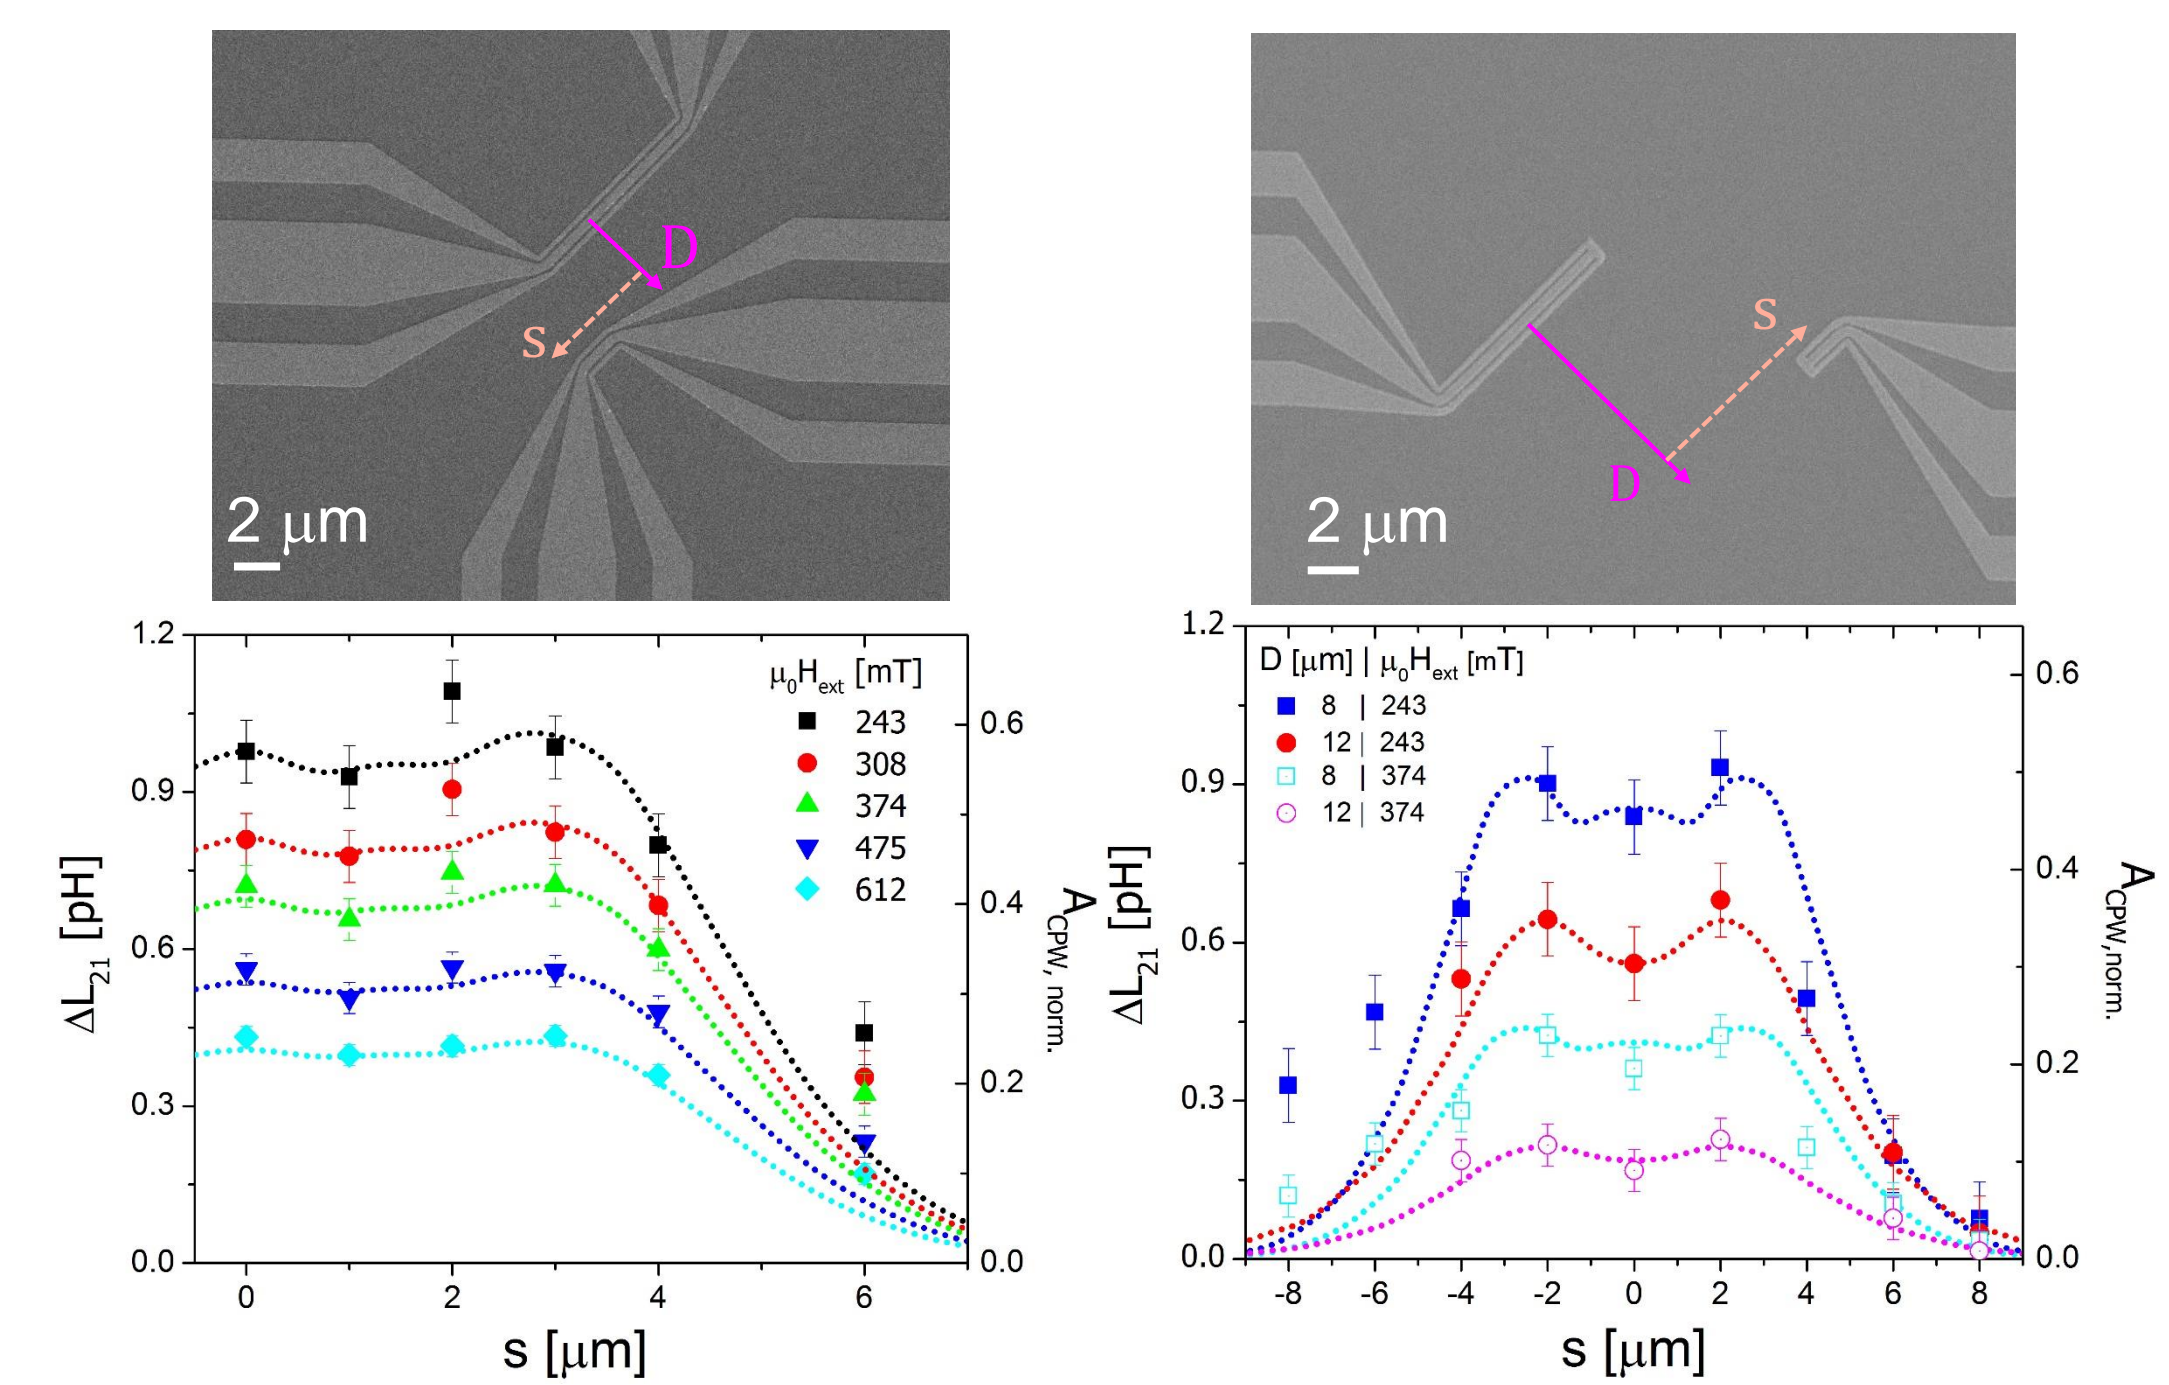 D
s
2 μm
s
D
2 μm
1.2
0.9
0.6
0.3
0.0
ΔL21 [pH]
μ0Hext [mT]
243
308
374
475
612
0.6
0.4
0.2
0.0
ACPW, norm.
0 2 4 6
s [μm]
1.2
0.9
0.6
0.3
0.0
ΔL21 [pH]
D [μm] | μ0Hext [mT]
8 | 243
12 | 243
8 | 374
12 | 374
0.6
0.4
0.2
0.0
ACPW,norm.
-8 -6 -4 -2 0 2 4 6 8
s [μm]